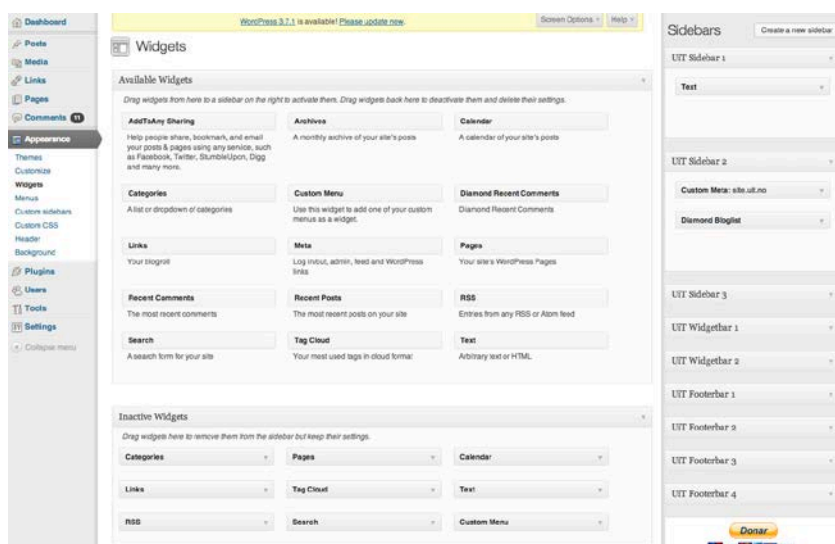 Dashboard
Posts
Media
Links
Pages
Comments 11
Appearance
Themes
Customize
Widgets
Menus
Custom sidebars
Custom CSS
Header
Background
Plugins
Users
Tools
Settings
Collapse menu
WordPress 3.7.1 is available! Please update now.
Screen Options
Help
Widgets
Available Widgets
Drag widgets from here to a sidebar on the right to activate them. Drag widgets back here to deactivate them and delete their settings.
AddToAny Sharing
Help people share, bookmark, and email
your posts & pages using any service, such
as Facebook, Twitter, StumbleUpon, Digg
and many more.
Archives
A monthly archive of your site's posts
Calendar
A calendar of your site's posts
Categories
A list or dropdown of categories
Custom Menu
Use this widget to add one of your custom
menus as a widget.
Diamond Recent Comments
Diamond Recent Comments
Links
Your blogroll
Meta
Log in/out, admin, feed and WordPress
links
Pages
Your site's WordPress Pages
Recent Comments
The most recent comments
Recent Posts
The most recent posts on your site
RSS
Entries from any RSS or Atom feed
Search
A search form for your site
Tag Cloud
Your most used tags in cloud format
Text
Arbitrary text or HTML
Inactive Widgets
Drag widgets here to remove them from the sidebar but keep their settings.
Categories
Pages
Calendar
Links
Tag Cloud
Text
RSS
Search
Custom Menu
Sidebars
Create a new sidebar
UIT Sidebar 1
Text
UIT Sidebar 2
Custom Meta: site.uit.no
Diamond Bloglist
UIT Sidebar 3
UIT Widgetbar 1
UIT Widgetbar 2
UIT Footerbar 1
UIT Footerbar 2
UIT Footerbar 3
UIT Footerbar 4
Donar